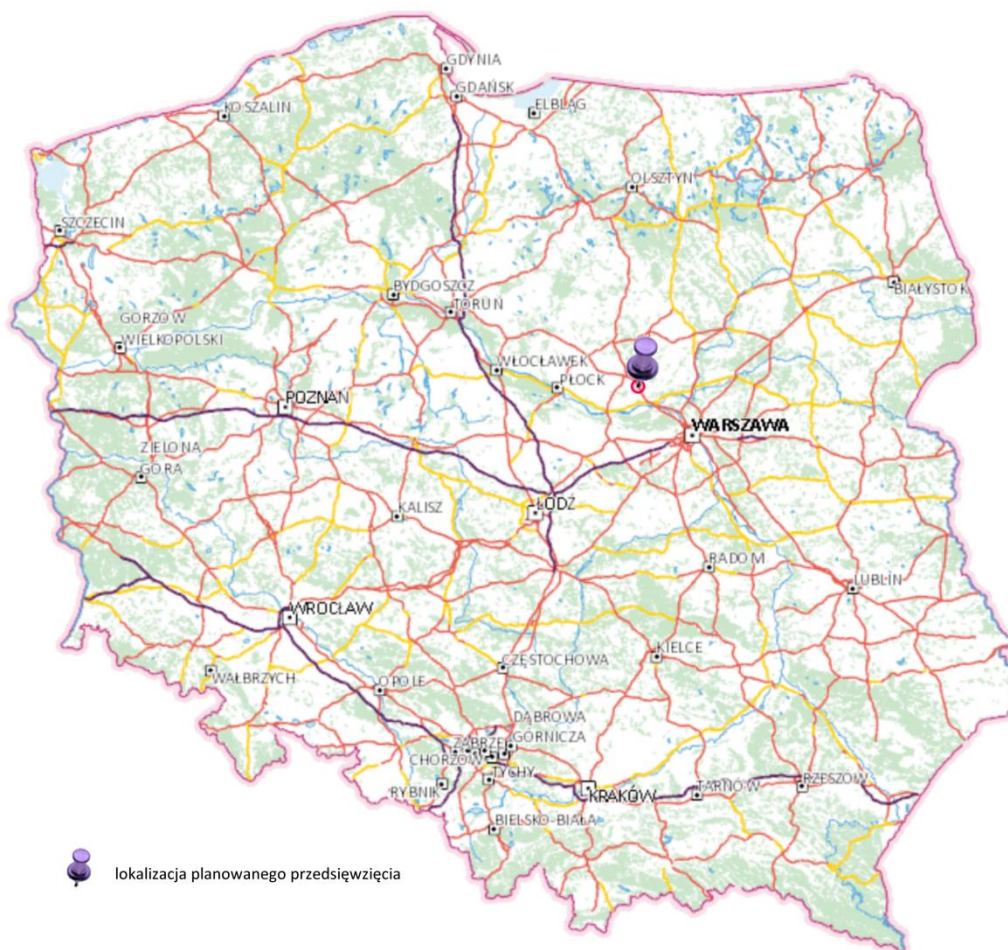 GDYNIA
GDAŃSK
ELBLĄG
KOSZALIN
OLSZTYN
SZCZECIN
BIAŁYSTOK
BYDGOSZCZ
TORUŃ
GORZÓW
WIELKOPOLSKI
WŁOCŁAWEK
PŁOCK
POZNAŃ
WARSZAWA
ZIELONA
GÓRA
KALISZ
ŁÓDŹ
RADOM
LUBLIN
WROCŁAW
KIELCE
CZĘSTOCHOWA
WAŁBRZYCH
OPOLE
DĄBROWA
GÓRNICZA
ZABRZE
CHORZÓW
TYCHY
RYBNIK
KRAKÓW
TARNÓW
RZESZÓW
BIELSKO-BIAŁA
lokalizacja planowanego przedsięwzięcia